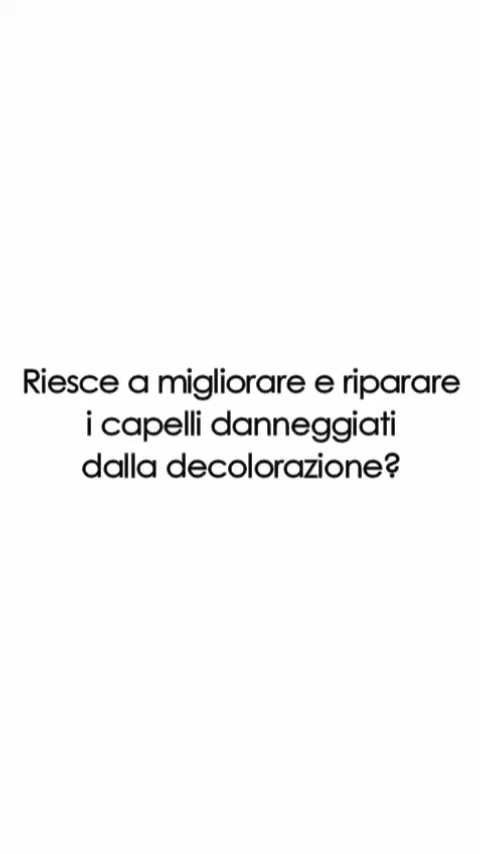 Riesce a migliorare e riparare
i capelli danneggiati
dalla decolorazione?